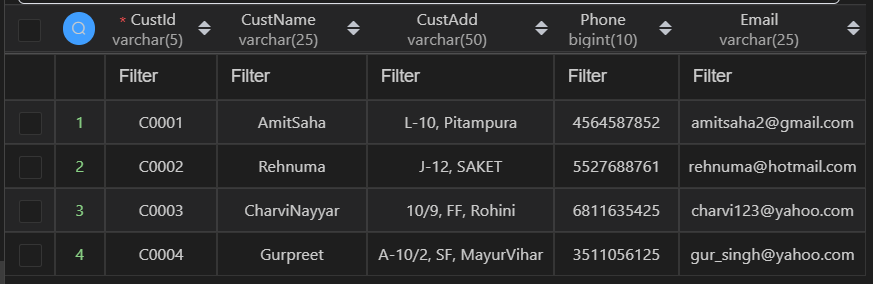 * CustId CustName CustAdd Phone Email
varchar(5) varchar(25) varchar(50) bigint(10) varchar(25)
Filter Filter Filter Filter Filter
1 C0001 AmitSaha L-10, Pitampura 4564587852 amitsaha2@gmail.com
2 C0002 Rehnuma J-12, SAKET 5527688761 rehnuma@hotmail.com
3 C0003 CharviNayyar 10/9, FF, Rohini 6811635425 charvi123@yahoo.com
4 C0004 Gurpreet A-10/2, SF, MayurVihar 3511056125 gur_singh@yahoo.com